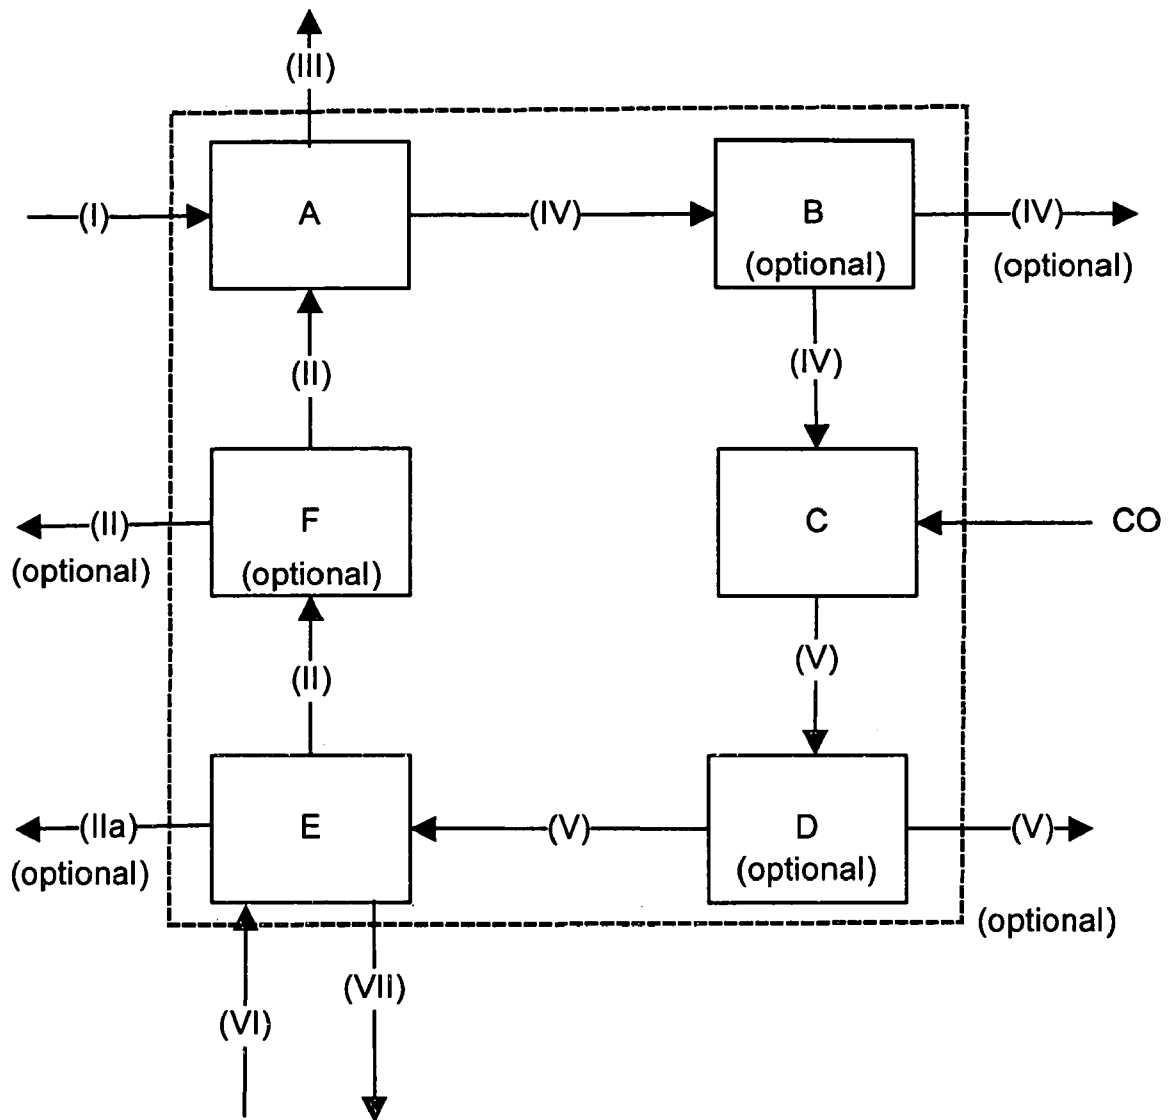 (III)
(I)
A
(IV)
B
(optional)
(IV)
(optional)
(II)
(IV)
(II)
(optional)
F
(optional)
C
CO
(II)
(V)
(IIa)
(optional)
E
(V)
D
(optional)
(V)
(optional)
(VI)
(VII)